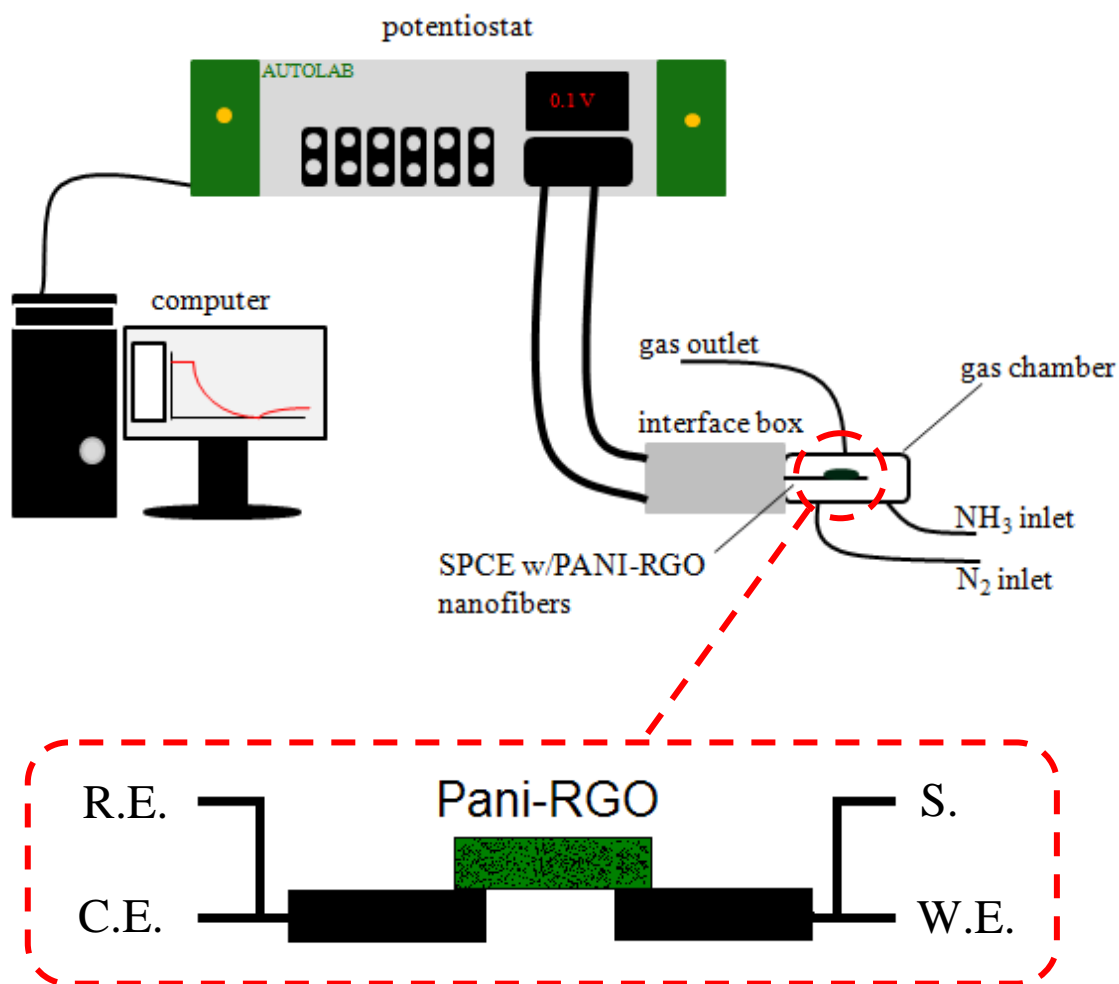 potentiostat
AUTOLAB
0.1 V
computer
gas outlet
gas chamber
interface box
NH₃ inlet
SPCE w/PANI-RGO
nanofibers
N₂ inlet
Pani-RGO
R.E.
S.
C.E.
W.E.